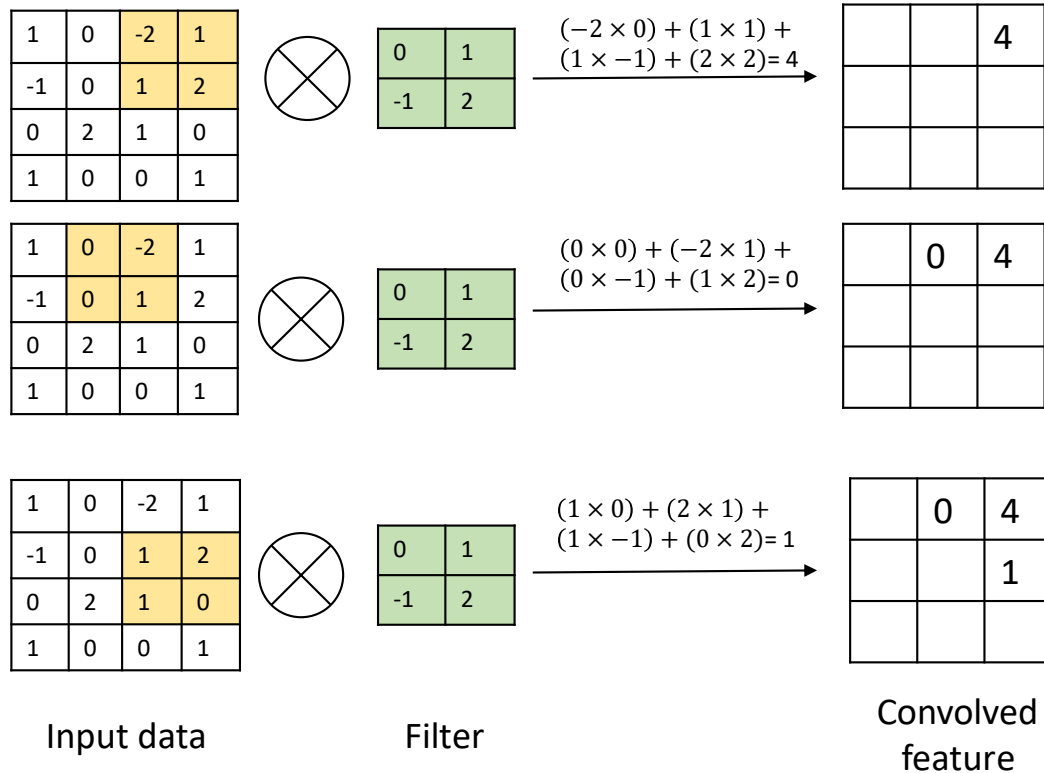 1 0 -2 1
-1 0 1 2
0 2 1 0
1 0 0 1
0 1
-1 2
(−2 × 0) + (1 × 1) +
(1 × −1) + (2 × 2)= 4
4
1 0 -2 1
-1 0 1 2
0 2 1 0
1 0 0 1
0 1
-1 2
(0 × 0) + (−2 × 1) +
(0 × −1) + (1 × 2)= 0
0 4
1 0 -2 1
-1 0 1 2
0 2 1 0
1 0 0 1
0 1
-1 2
(1 × 0) + (2 × 1) +
(1 × −1) + (0 × 2)= 1
0 4
1
Input data
Filter
Convolved
feature